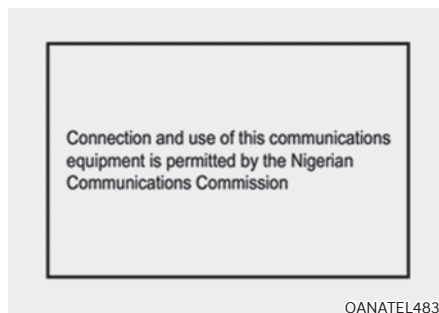 Connection and use of this communications
equipment is permitted by the Nigerian
Communications Commission
OANATEL483